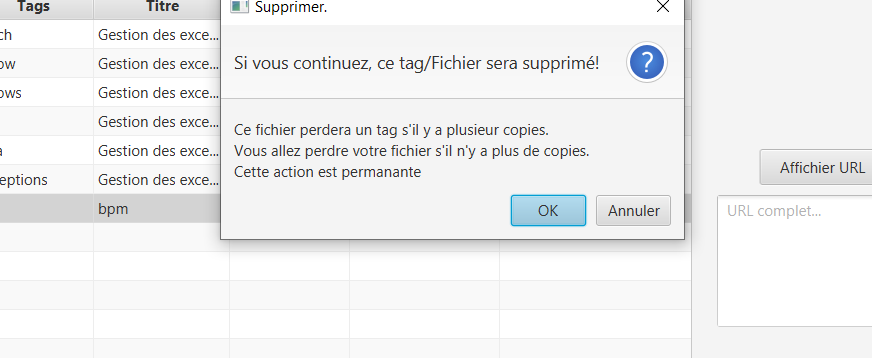 Tags Titre
Supprimer.
ch Gestion des exce...
ow Gestion des exce...
Si vous continuez, ce tag/Fichier sera supprimé!
ows Gestion des exce...
Gestion des exce...
Ce fichier perdera un tag s'il y a plusieur copies.
a Gestion des exce...
Vous allez perdre votre fichier s'il n'y a plus de copies.
eptions Gestion des exce...
Cette action est permanante
Affichier URL
bpm
OK Annuler
URL complet...